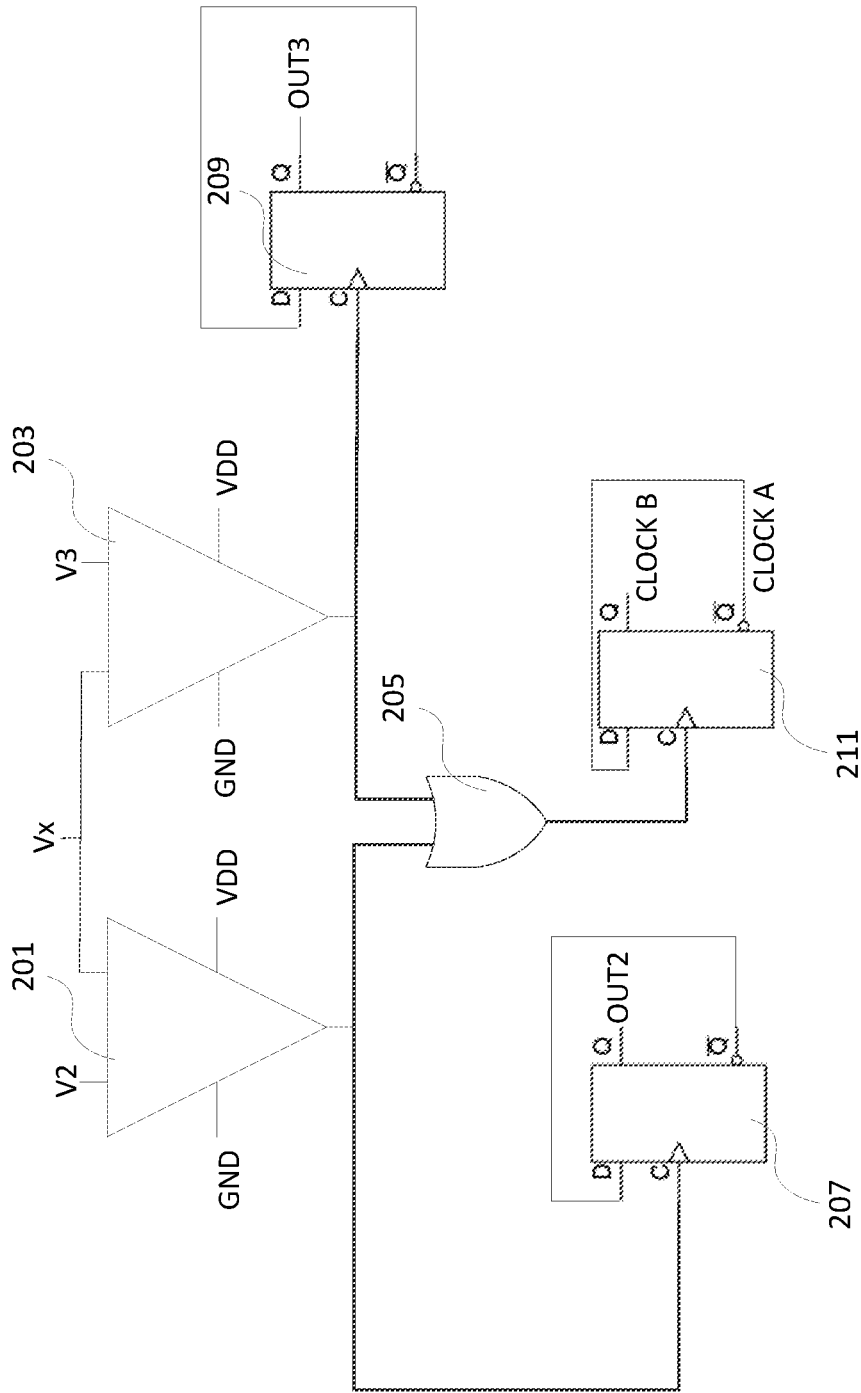 201
203
Vx
V2
V3
GND
VDD
GND
VDD
209
D
Q
OUT3
C
Q̅
205
D
Q
OUT2
C
Q̅
207
D
Q
CLOCK B
C
Q̅
CLOCK A
211